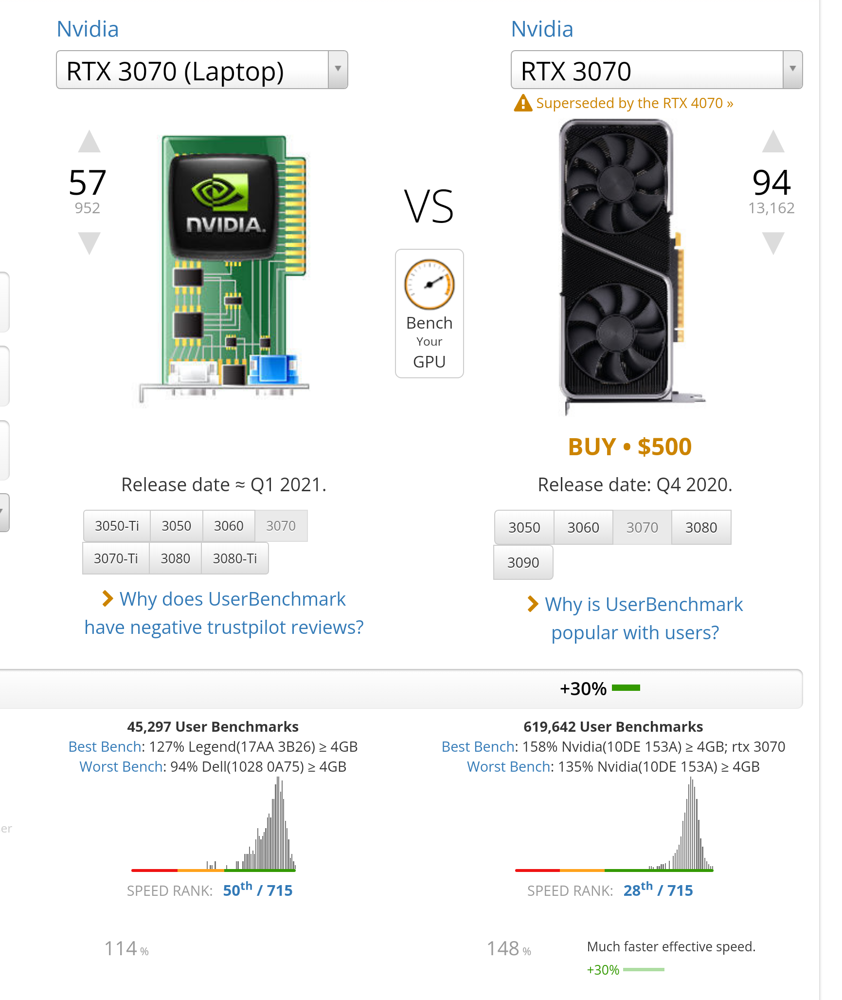 Nvidia
RTX 3070 (Laptop)
Nvidia
RTX 3070
Superseded by the RTX 4070 »
57
952
NVIDIA.
VS
94
13,162
Bench
Your
GPU
BUY • $500
Release date ≈ Q1 2021.
Release date: Q4 2020.
3050-Ti 3050 3060 3070
3070-Ti 3080 3080-Ti
3050 3060 3070 3080
3090
Why does UserBenchmark
have negative trustpilot reviews?
Why is UserBenchmark
popular with users?
+30%
45,297 User Benchmarks
Best Bench: 127% Legend(17AA 3B26) ≥ 4GB
Worst Bench: 94% Dell(1028 0A75) ≥ 4GB
619,642 User Benchmarks
Best Bench: 158% Nvidia(10DE 153A) ≥ 4GB; rtx 3070
Worst Bench: 135% Nvidia(10DE 153A) ≥ 4GB
er
SPEED RANK: 50th / 715
SPEED RANK: 28th / 715
114 %
148 %
Much faster effective speed.
+30%